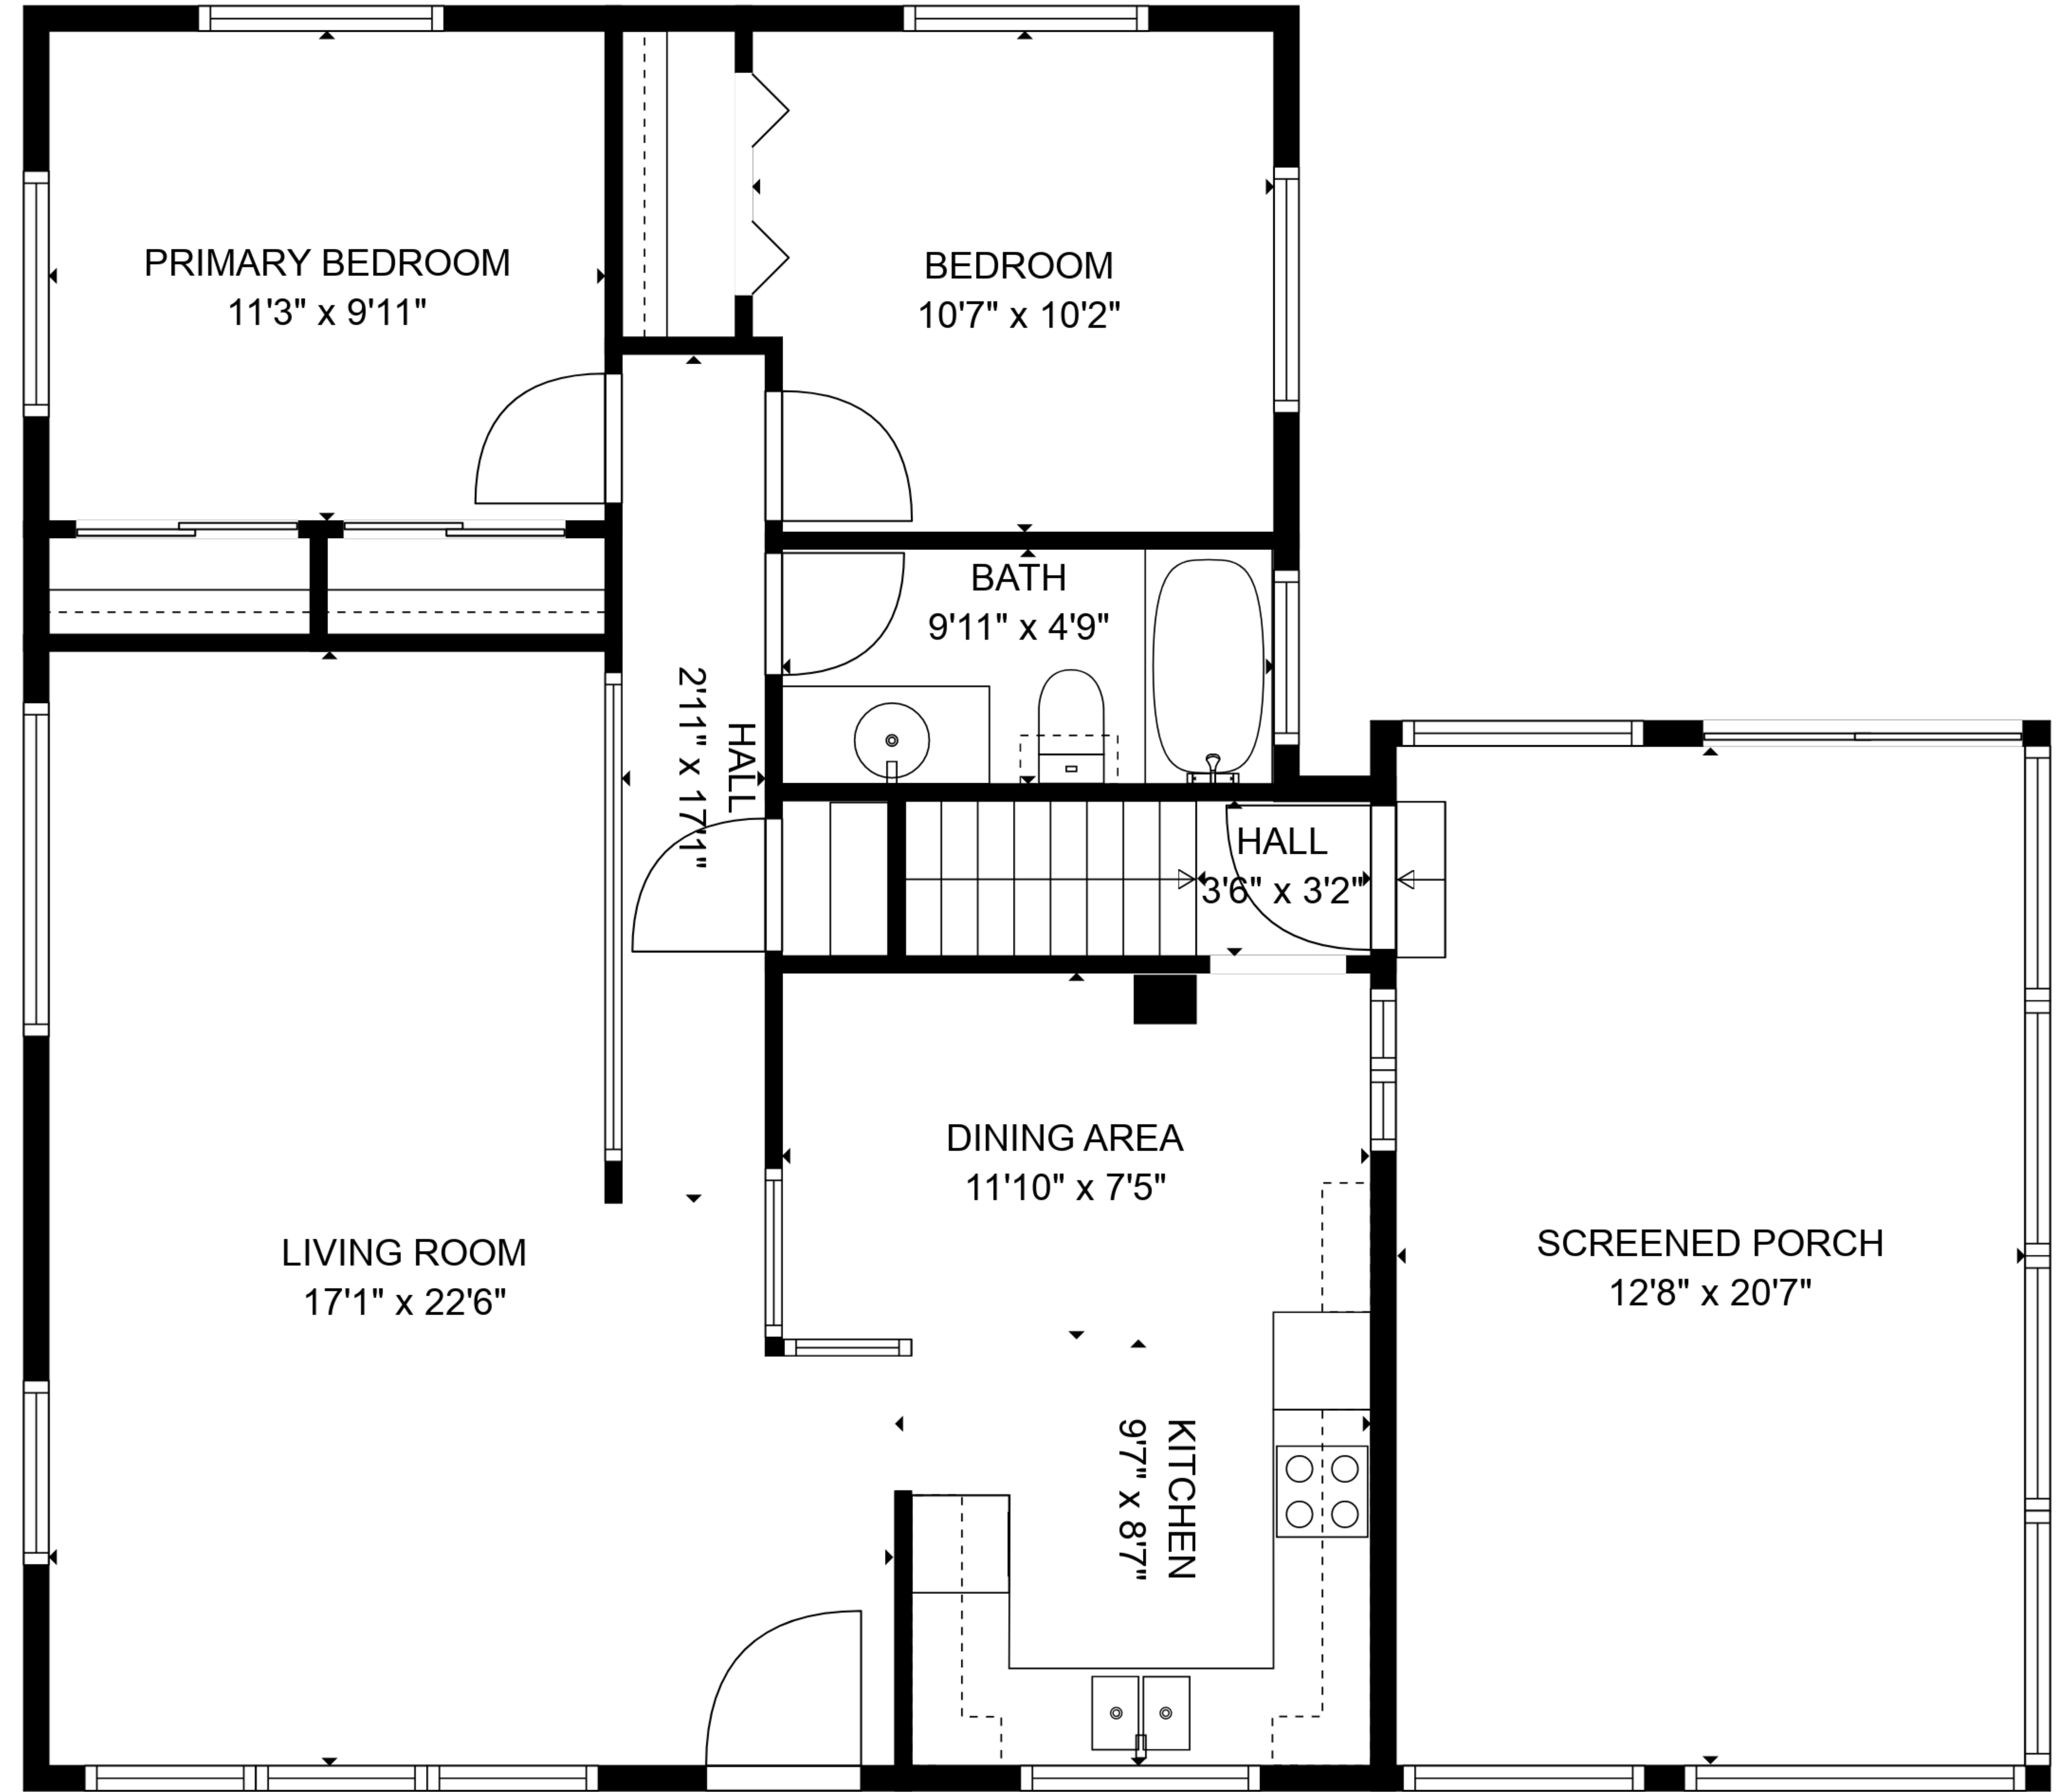 PRIMARY BEDROOM
11'3" x 9'11"
BEDROOM
10'7" x 10'2"
BATH
9'11" x 4'9"
HALL
2'11" x 17'1"
HALL
3'6" x 3'2"
DINING AREA
11'10" x 7'5"
LIVING ROOM
17'1" x 22'6"
SCREENED PORCH
12'8" x 20'7"
KITCHEN
9'7" x 8'7"